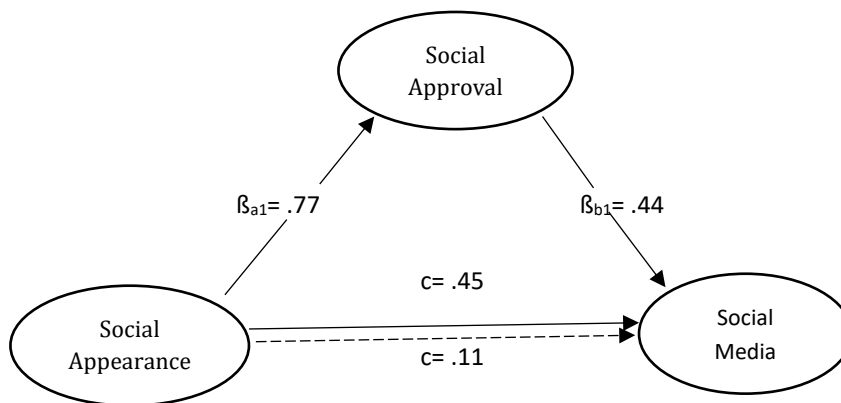 Social
Approval
ßa1= .77
ßb1= .44
c= .45
Social
Appearance
Social
Media
c= .11